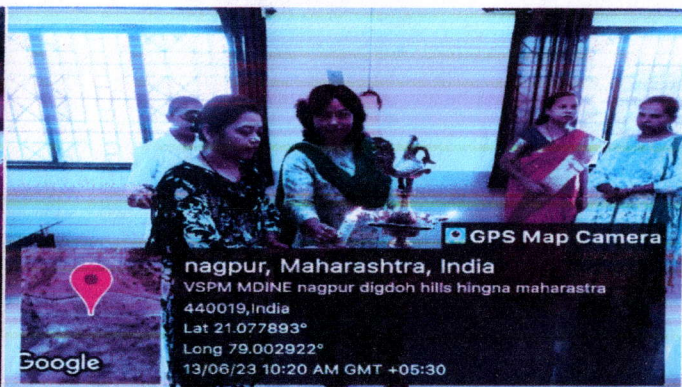 GPS Map Camera
nagpur, Maharashtra, India
VSPM MDINE nagpur digdoh hills hingna maharastra
440019,India
Lat 21.077893°
Long 79.002922°
13/06/23 10:20 AM GMT +05:30
Google